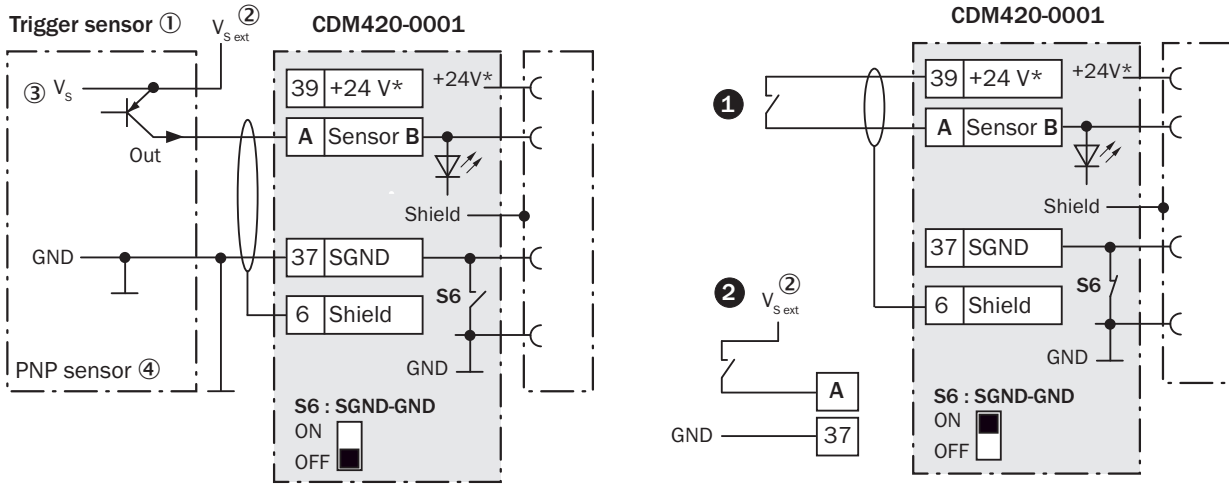 Trigger sensor ①
V_S ext ②
CDM420-0001
③ V_S
Out
GND
PNP sensor ④
39 +24 V*
+24V*
A Sensor B
Shield
37 SGND
S6
6 Shield
GND
S6 : SGND-GND
ON
OFF
CDM420-0001
❶
39 +24 V*
+24V*
A Sensor B
Shield
37 SGND
S6
6 Shield
GND
❷ V_S ext ②
A
GND
37
S6 : SGND-GND
ON
OFF